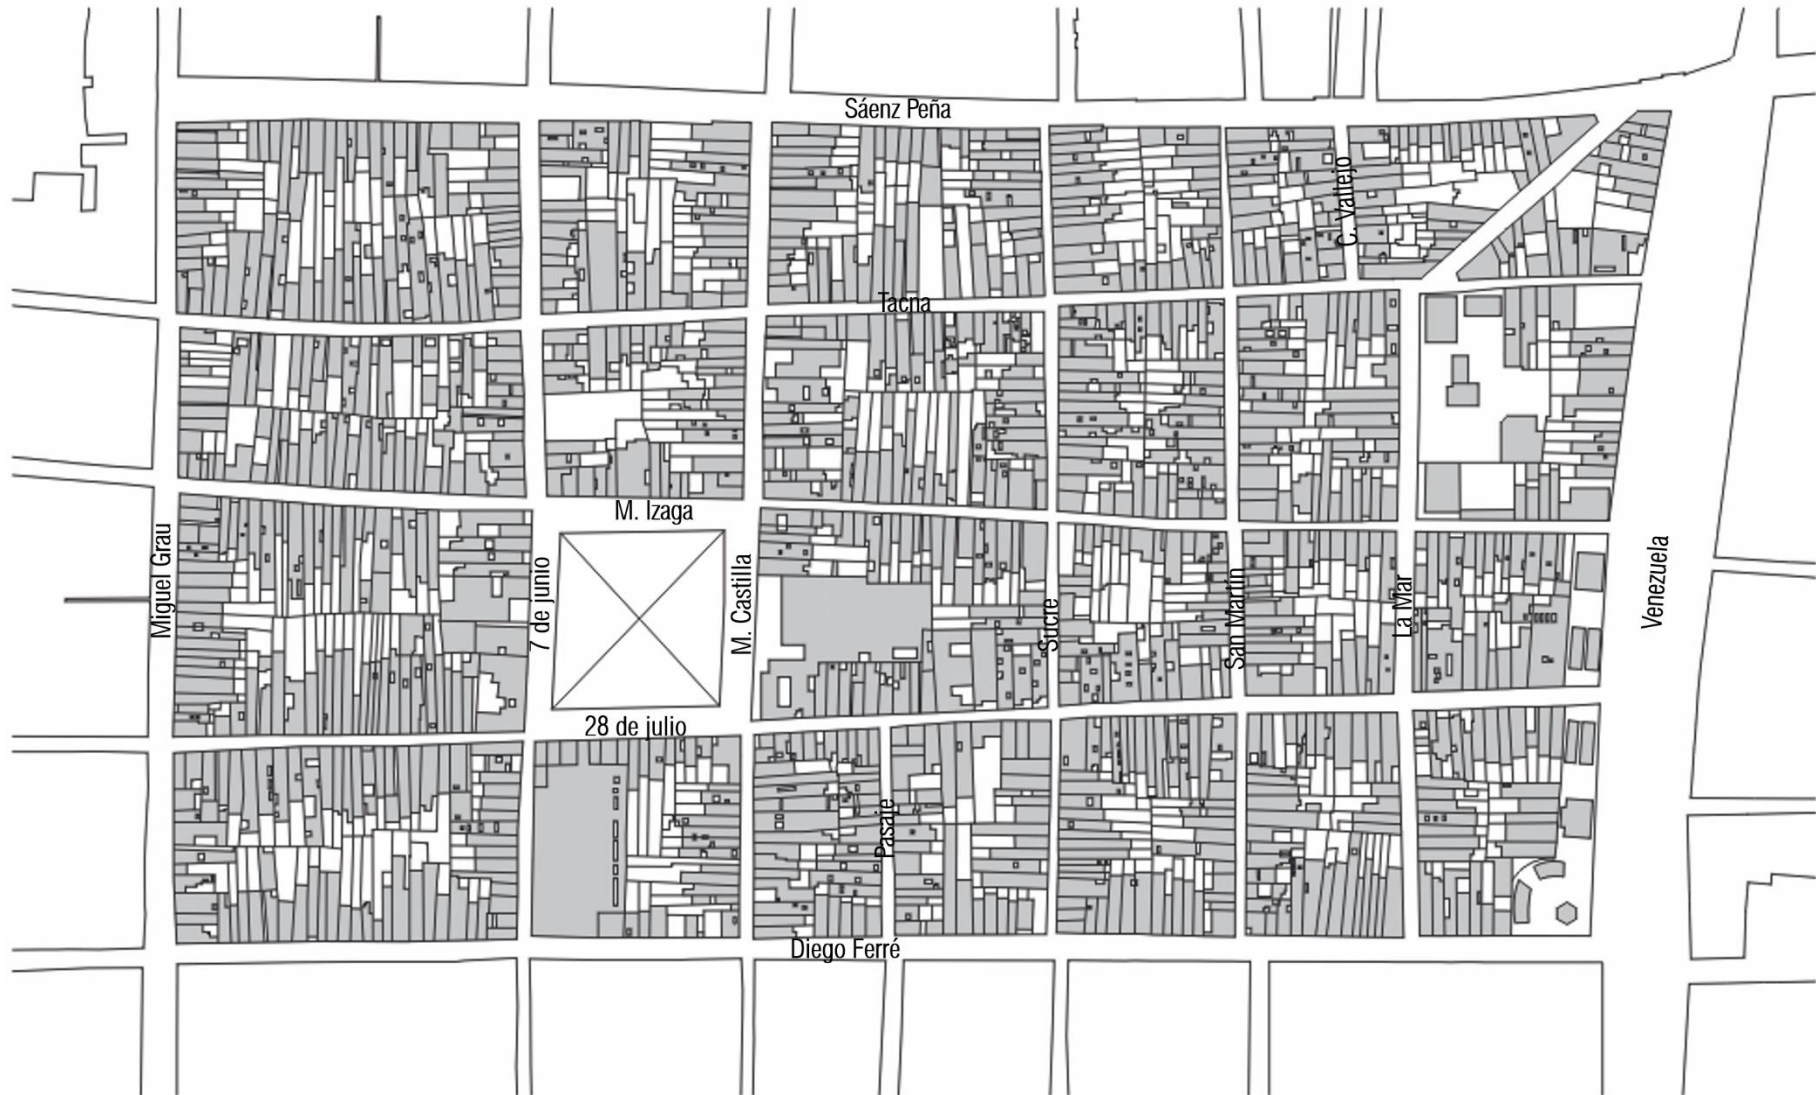 Sáenz Peña
C. Vallejo
Tacna
M. Izaga
Miguel Grau
7 de junio
M. Castilla
Sucre
San Martín
La Mar
Venezuela
28 de julio
Pasaje
Diego Ferré